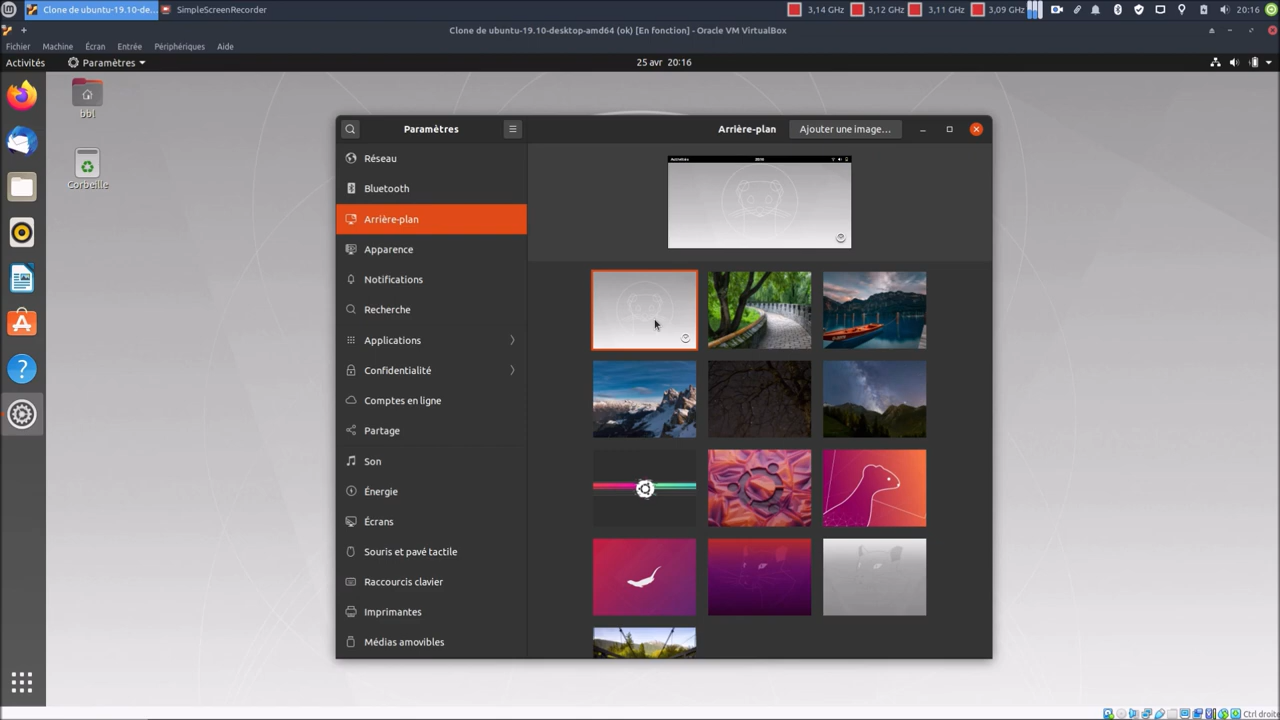 Clone de ubuntu-19.10-de...
SimpleScreenRecorder
3,14 GHz
3,12 GHz
3,11 GHz
3,09 GHz
20:16
Clone de ubuntu-19.10-desktop-amd64 (ok) [En fonction] - Oracle VM VirtualBox
Fichier Machine Écran Entrée Périphériques Aide
Activités
Paramètres
25 avr 20:16
bbl
Corbeille
Paramètres
Arrière-plan
Ajouter une image…
Réseau
Bluetooth
Arrière-plan
Apparence
Notifications
Recherche
Applications
Confidentialité
Comptes en ligne
Partage
Son
Énergie
Écrans
Souris et pavé tactile
Raccourcis clavier
Imprimantes
Médias amovibles
Ctrl droite